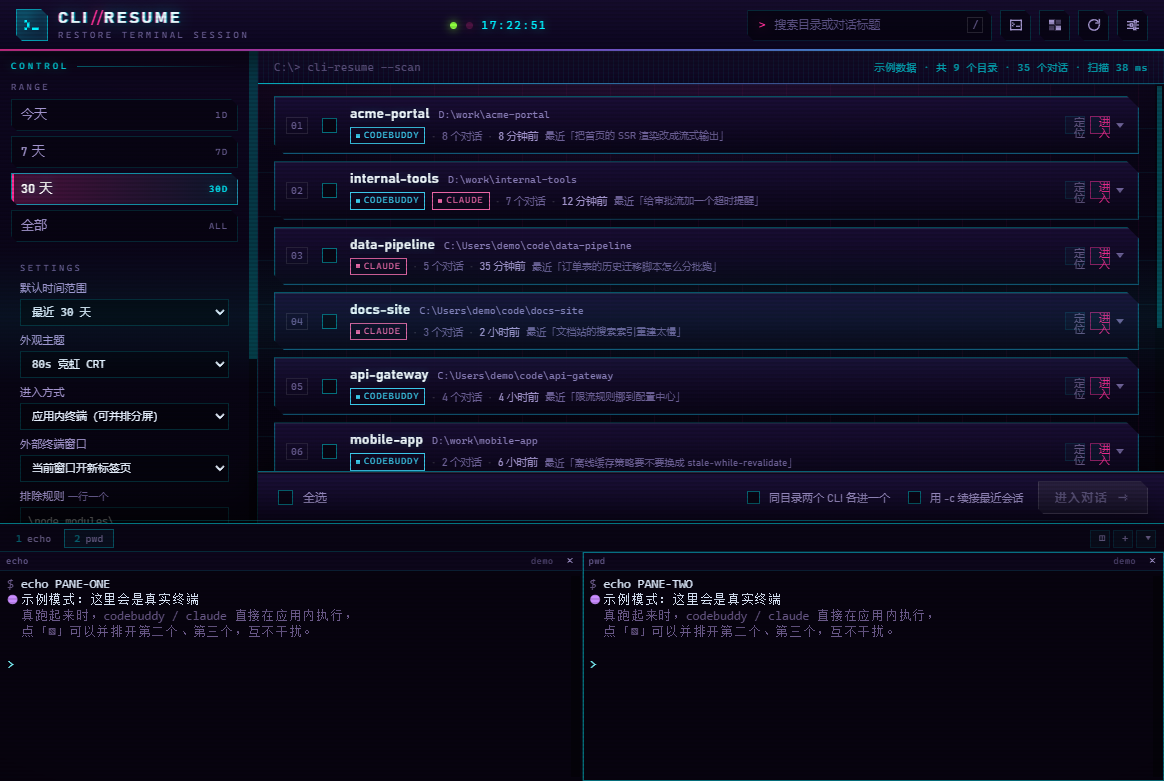 CLI//RESUME
RESTORE TERMINAL SESSION
17:22:51
> 搜索目录或对话标题 /
CONTROL
RANGE
今天 1D
7 天 7D
30 天 30D
全部 ALL
SETTINGS
默认时间范围
最近 30 天
外观主题
80s 霓虹 CRT
进入方式
应用内终端 (可并排分屏)
外部终端窗口
当前窗口开新标签页
排除规则 一行一个
\node_modules\
C:\> cli-resume --scan
示例数据 · 共 9 个目录 · 35 个对话 · 扫描 38 ms
01 acme-portal D:\work\acme-portal
CODEBUDDY · 8 个对话 · 8 分钟前 最近「把首页的 SSR 渲染改成流式输出」
定位 进入
02 internal-tools D:\work\internal-tools
CODEBUDDY CLAUDE · 7 个对话 · 12 分钟前 最近「给审批流加一个超时提醒」
定位 进入
03 data-pipeline C:\Users\demo\code\data-pipeline
CLAUDE · 5 个对话 · 35 分钟前 最近「订单表的历史迁移脚本怎么分批跑」
定位 进入
04 docs-site C:\Users\demo\code\docs-site
CLAUDE · 3 个对话 · 2 小时前 最近「文档站的搜索索引重建太慢」
定位 进入
05 api-gateway C:\Users\demo\code\api-gateway
CODEBUDDY · 4 个对话 · 4 小时前 最近「限流规则挪到配置中心」
定位 进入
06 mobile-app D:\work\mobile-app
CODEBUDDY · 2 个对话 · 6 小时前 最近「离线缓存策略要不要换成 stale-while-revalidate」
定位 进入
全选
同目录两个 CLI 各进一个
用 -c 续接最近会话
进入对话 →
1 echo 2 pwd
echo demo ×
$ echo PANE-ONE
示例模式: 这里会是真实终端
真跑起来时, codebuddy / claude 直接在应用内执行,
点「⊞」可以并排开第二个、第三个, 互不干扰。
>
pwd demo ×
$ echo PANE-TWO
示例模式: 这里会是真实终端
真跑起来时, codebuddy / claude 直接在应用内执行,
点「⊞」可以并排开第二个、第三个, 互不干扰。
>